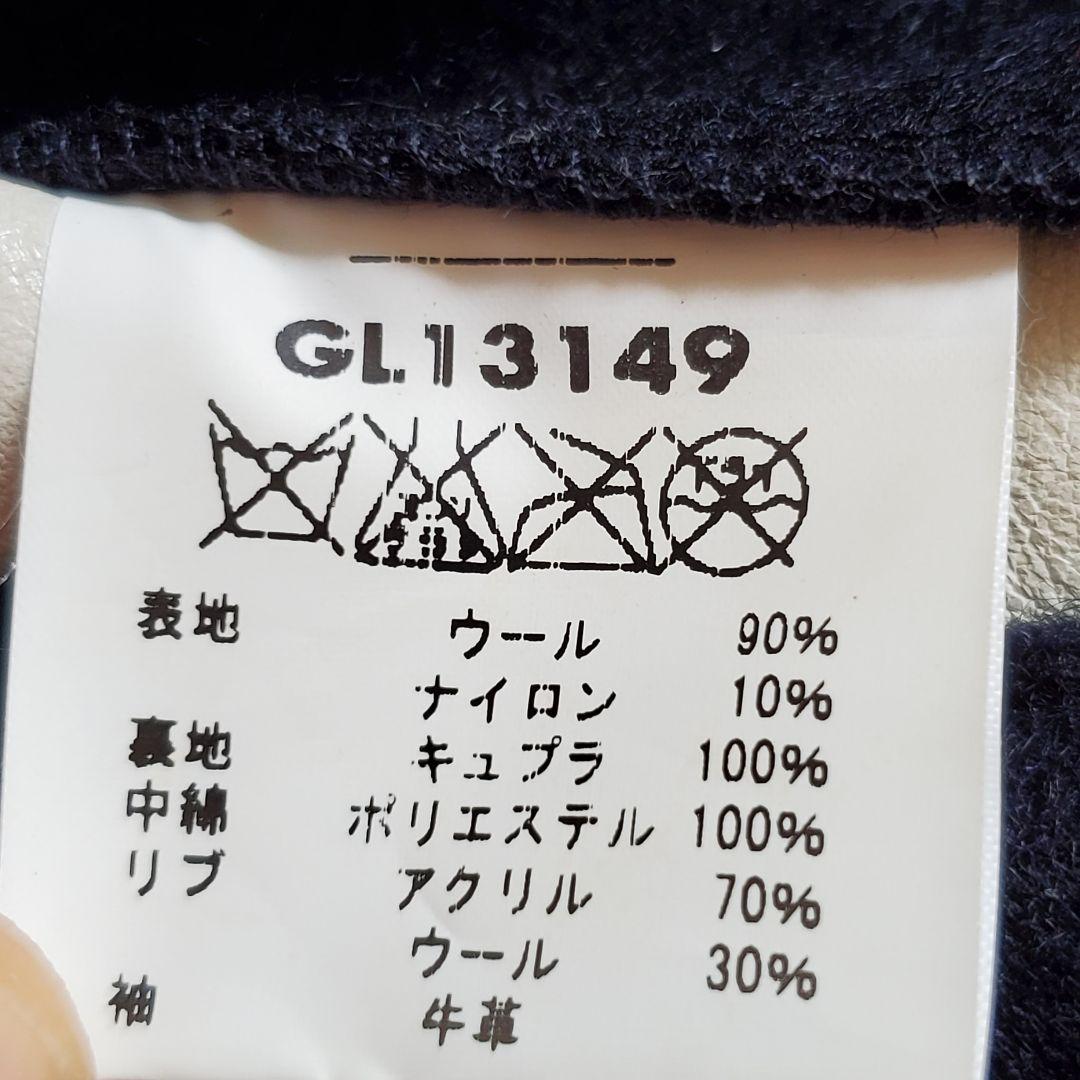 GL13149
表地 ウール 90%
ナイロン 10%
裏地 キュプラ 100%
中綿 ポリエステル 100%
リブ アクリル 70%
ウール 30%
袖 牛革